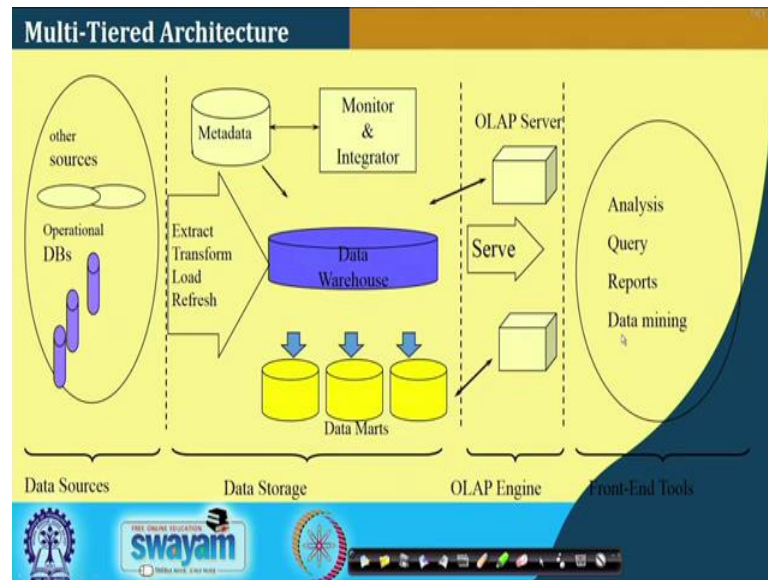 Multi-Tiered Architecture
other
sources
Operational
DBs
Metadata
Monitor
&
Integrator
Extract
Transform
Load
Refresh
Data
Warehouse
Data Marts
OLAP Server
Serve
Analysis
Query
Reports
Data mining
Data Sources
Data Storage
OLAP Engine
Front-End Tools
FREE ONLINE EDUCATION
swayam